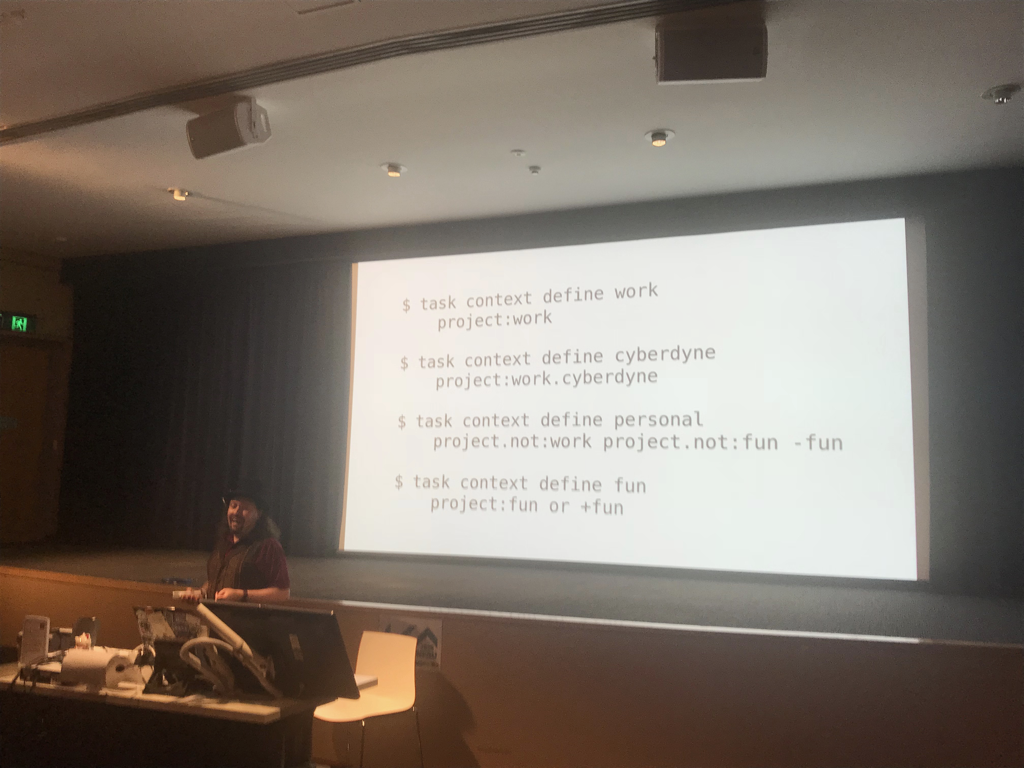 $ task context define work
project:work
$ task context define cyberdyne
project:work.cyberdyne
$ task context define personal
project.not:work project.not:fun -fun
$ task context define fun
project:fun or +fun